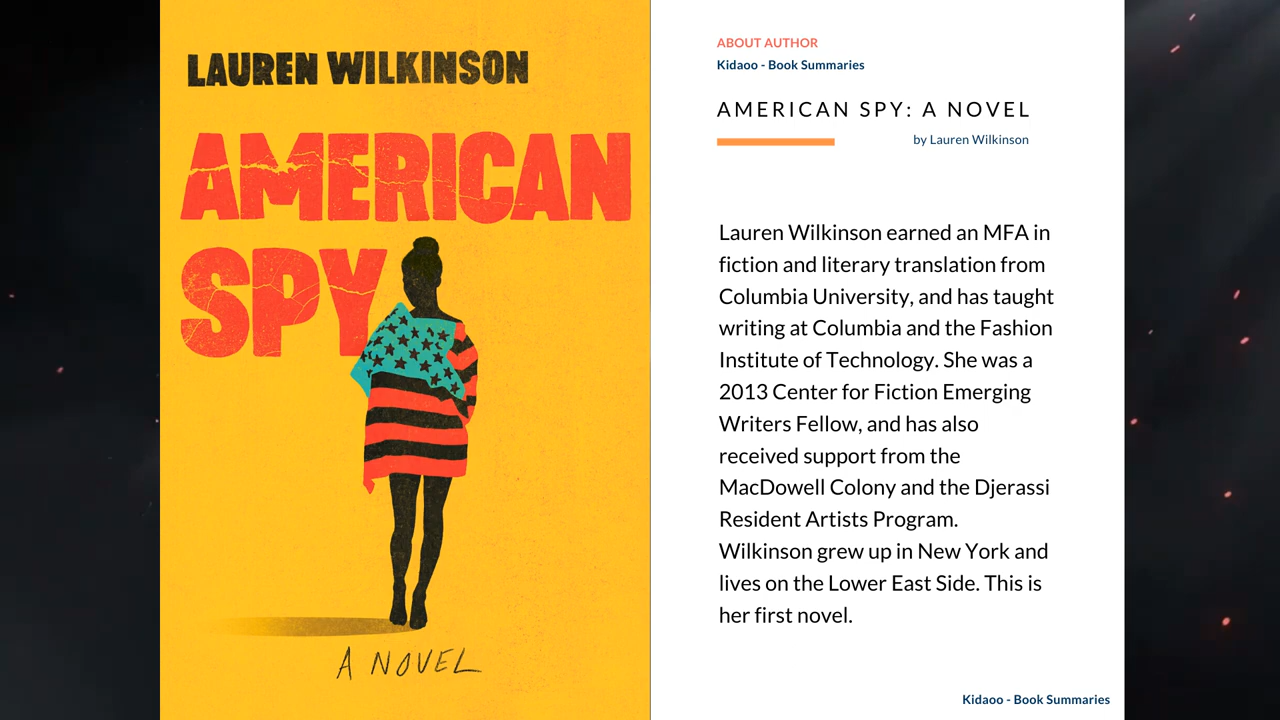 LAUREN WILKINSON
AMERICAN
SPY
A NOVEL
ABOUT AUTHOR
Kidaoo - Book Summaries
AMERICAN SPY: A NOVEL
by Lauren Wilkinson
Lauren Wilkinson earned an MFA in
fiction and literary translation from
Columbia University, and has taught
writing at Columbia and the Fashion
Institute of Technology. She was a
2013 Center for Fiction Emerging
Writers Fellow, and has also
received support from the
MacDowell Colony and the Djerassi
Resident Artists Program.
Wilkinson grew up in New York and
lives on the Lower East Side. This is
her first novel.
Kidaoo - Book Summaries